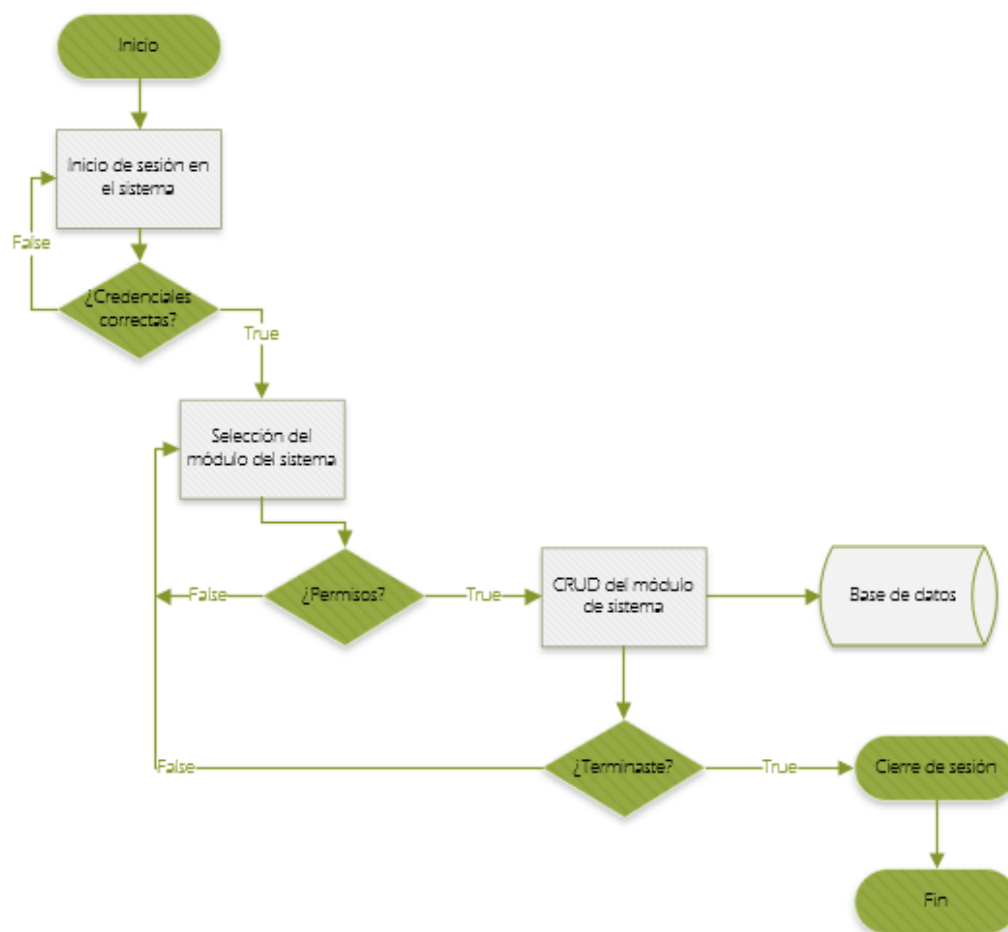 Inicio
Inicio de sesión en
el sistema
False
¿Credenciales
correctas?
True
Selección del
módulo del sistema
False
¿Permisos?
True
CRUD del módulo
de sistema
Base de datos
False
¿Terminaste?
True
Cierre de sesión
Fin